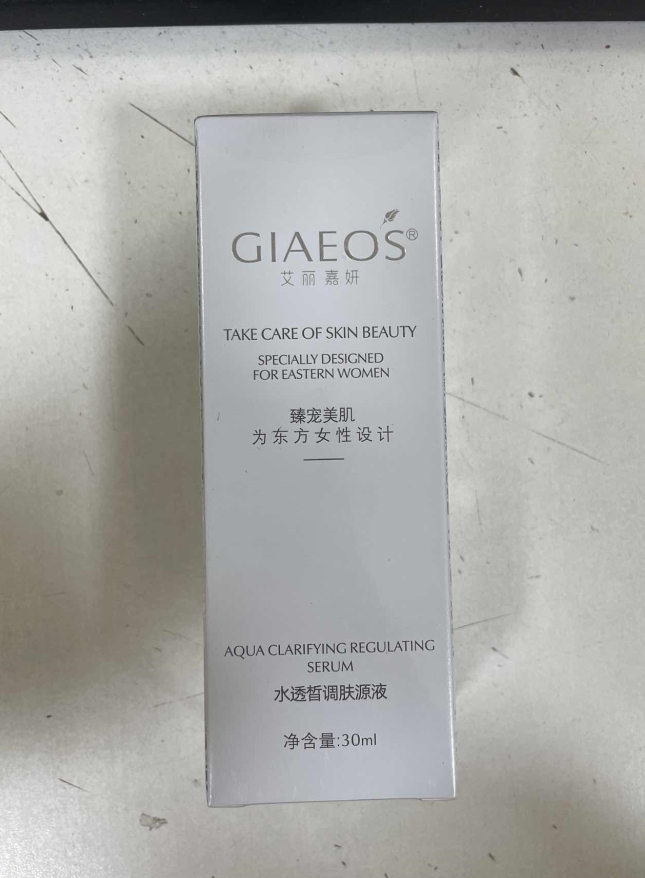 GIAEOS®
艾丽嘉妍
TAKE CARE OF SKIN BEAUTY
SPECIALLY DESIGNED
FOR EASTERN WOMEN
臻宠美肌
为东方女性设计
AQUA CLARIFYING REGULATING
SERUM
水透皙调肤源液
净含量:30ml